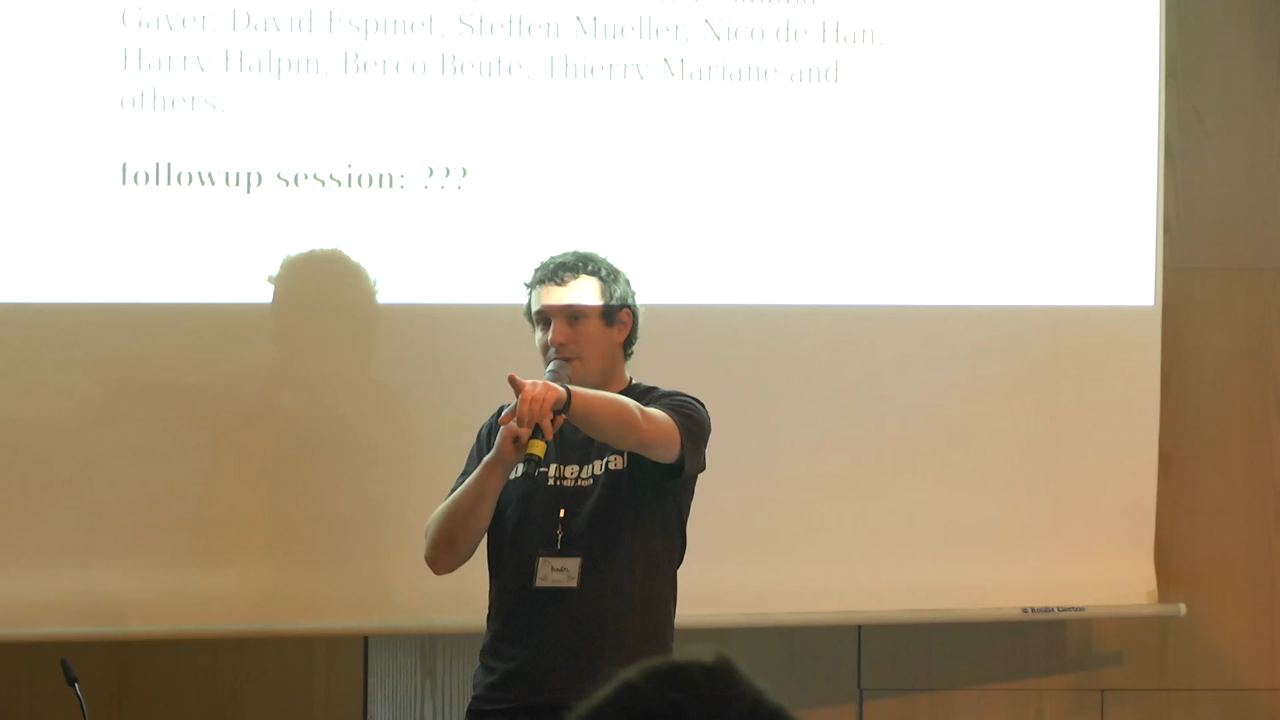 Gaver, David Espinet, Steffen Mueller, Nico de Han,
Harry Halpin, Berco Beute, Thierry Mariane and
others.
followup session: ???